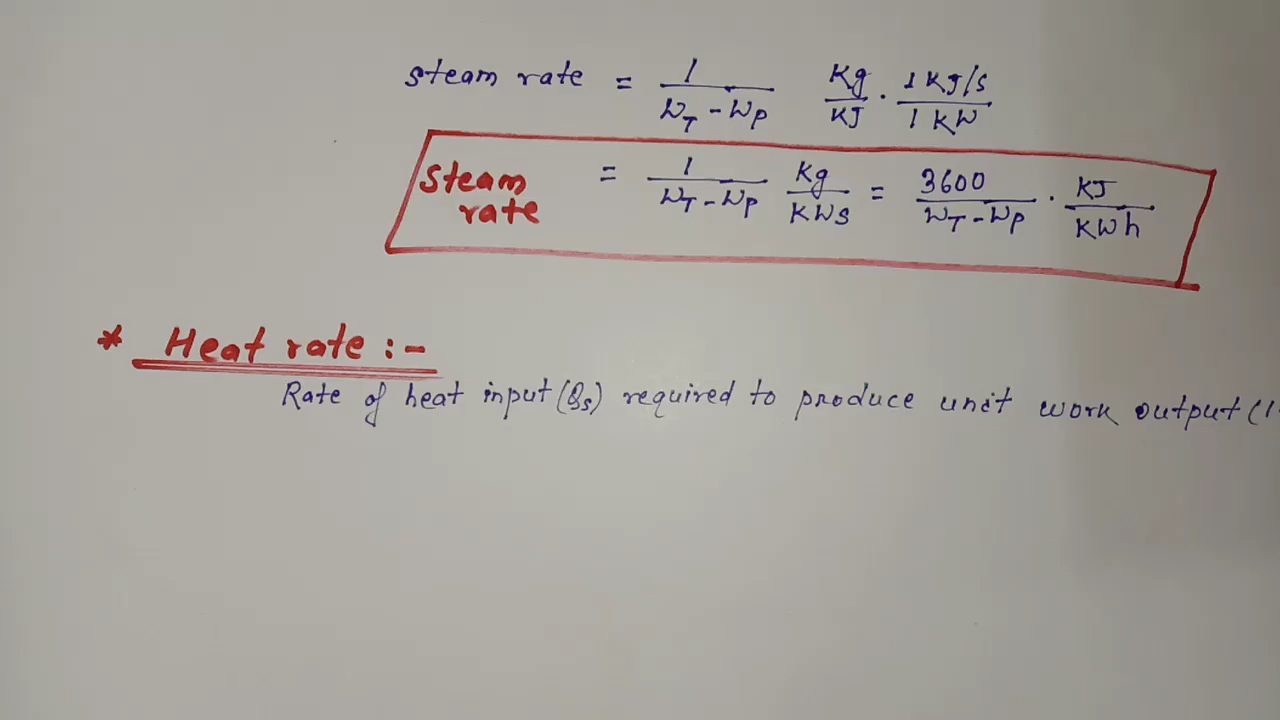 steam rate = 1/(WT - WP) Kg/KJ · 1 KJ/s / 1 KW
Steam rate = 1/(WT - WP) Kg/KWs = 3600/(WT - WP) · KJ/KWh
* Heat rate :-
Rate of heat input (Qs) required to produce unit work output (1